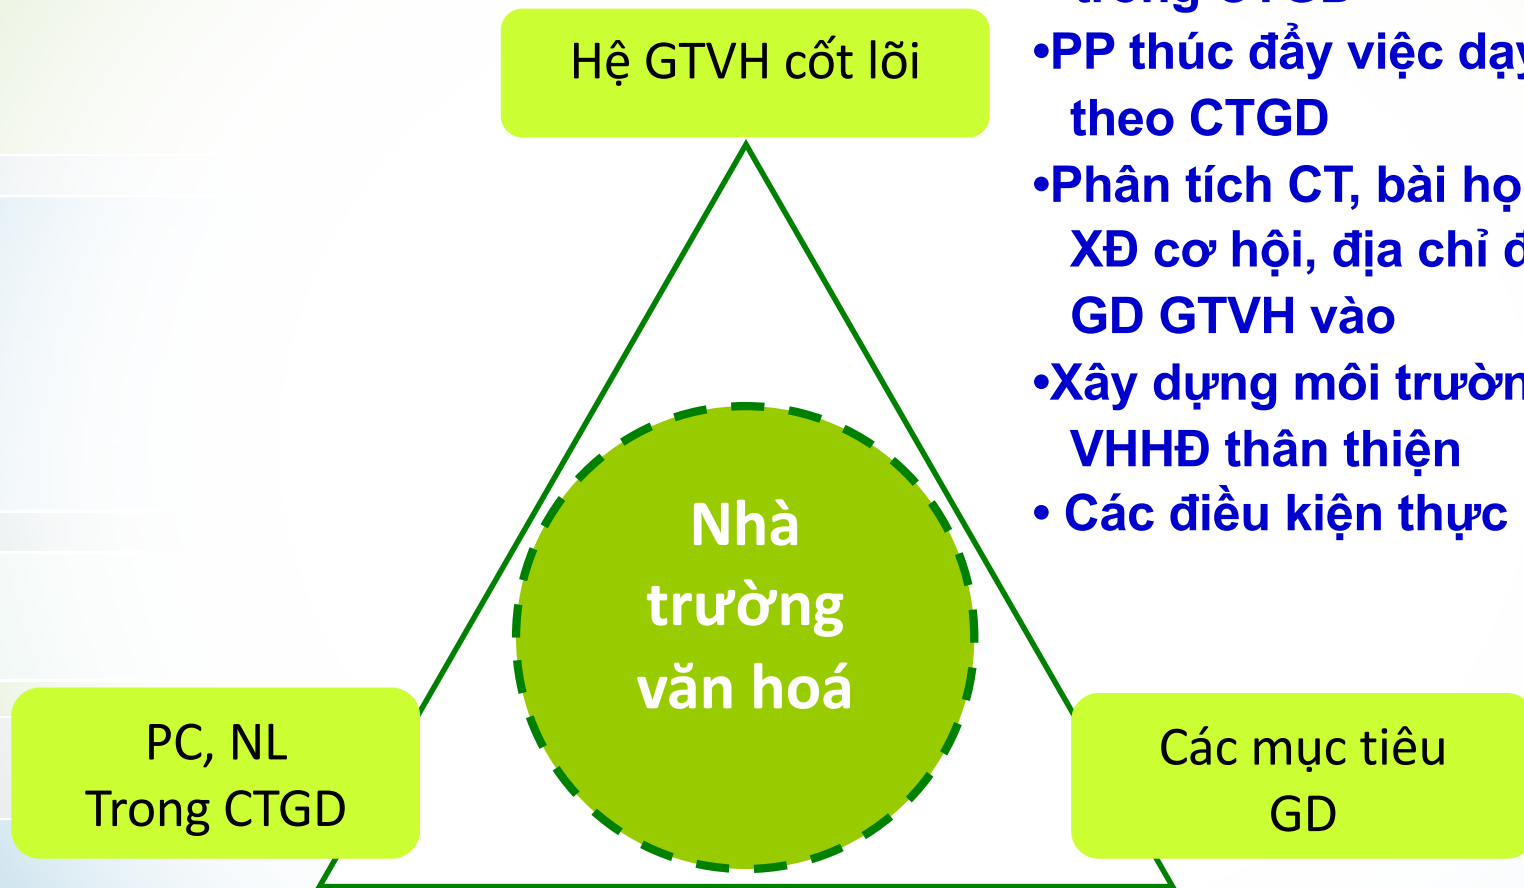 Hệ GTVH cốt lõi
trong CTGD
•PP thúc đẩy việc dạy
theo CTGD
•Phân tích CT, bài họ
XĐ cơ hội, địa chỉ đ
GD GTVH vào
•Xây dựng môi trườn
VHHĐ thân thiện
• Các điều kiện thực
Nhà
trường
văn hoá
PC, NL
Trong CTGD
Các mục tiêu
GD